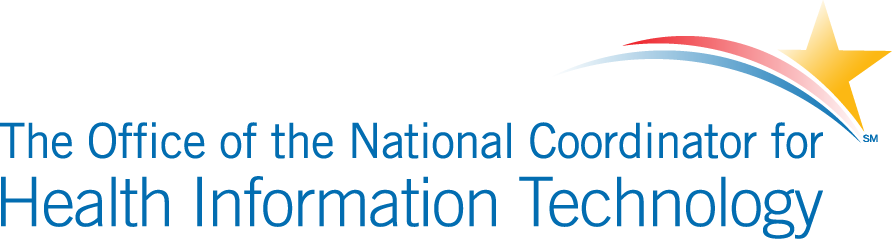 The Office of the National Coordinator for
Health Information Technology
SM